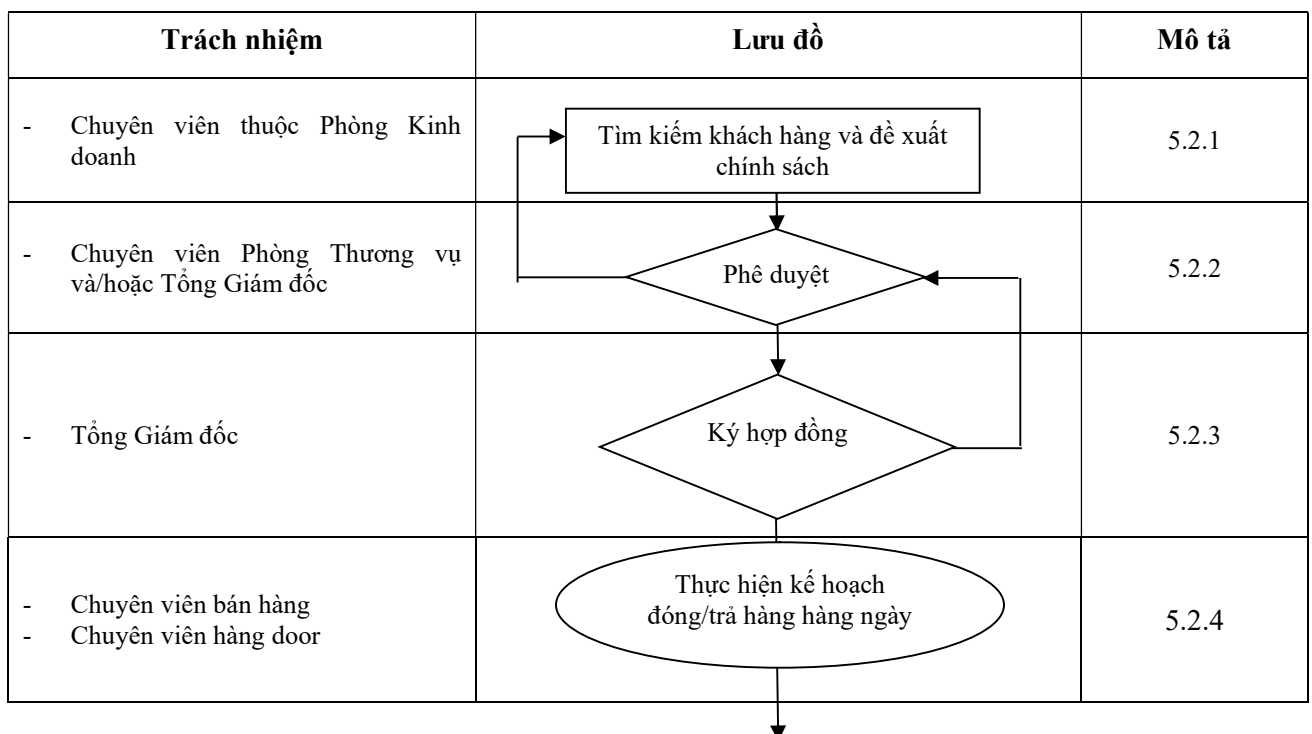 Trách nhiệm
Lưu đồ
Mô tả
- Chuyên viên thuộc Phòng Kinh
doanh
Tìm kiếm khách hàng và đề xuất
chính sách
5.2.1
- Chuyên viên Phòng Thương vụ
và/hoặc Tổng Giám đốc
Phê duyệt
5.2.2
- Tổng Giám đốc
Ký hợp đồng
5.2.3
- Chuyên viên bán hàng
- Chuyên viên hàng door
Thực hiện kế hoạch
đóng/trả hàng hàng ngày
5.2.4